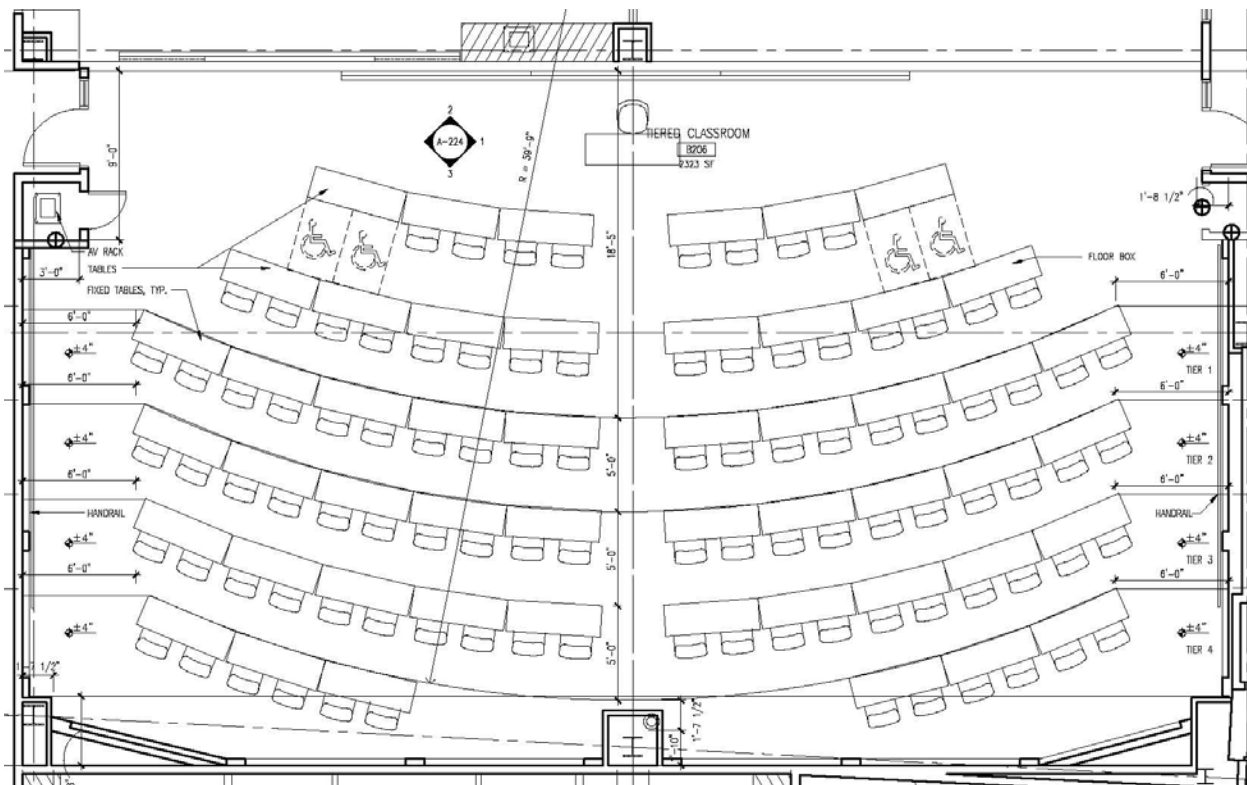 2
A-224
1
3
R = 39'-9"
TIERED CLASSROOM
B206
2323 SF
9'-0"
1'-8 1/2"
18'-5"
AV RACK
TABLES
FLOOR BOX
3'-0"
FIXED TABLES, TYP.
6'-0"
6'-0"
±4"
±4"
TIER 1
6'-0"
6'-0"
±4"
±4"
TIER 2
5'-0"
6'-0"
6'-0"
HANDRAIL
HANDRAIL
±4"
±4"
TIER 3
5'-0"
6'-0"
6'-0"
±4"
±4"
TIER 4
5'-0"
1'-7 1/2"
1'-7 1/2"